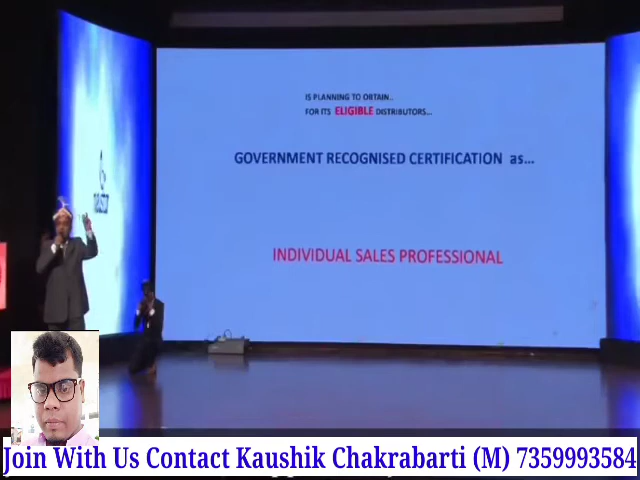 IS PLANNING TO OBTAIN..
FOR ITS ELIGIBLE DISTRIBUTORS...
GOVERNMENT RECOGNISED CERTIFICATION as...
INDIVIDUAL SALES PROFESSIONAL
Join With Us Contact Kaushik Chakrabarti (M) 7359993584